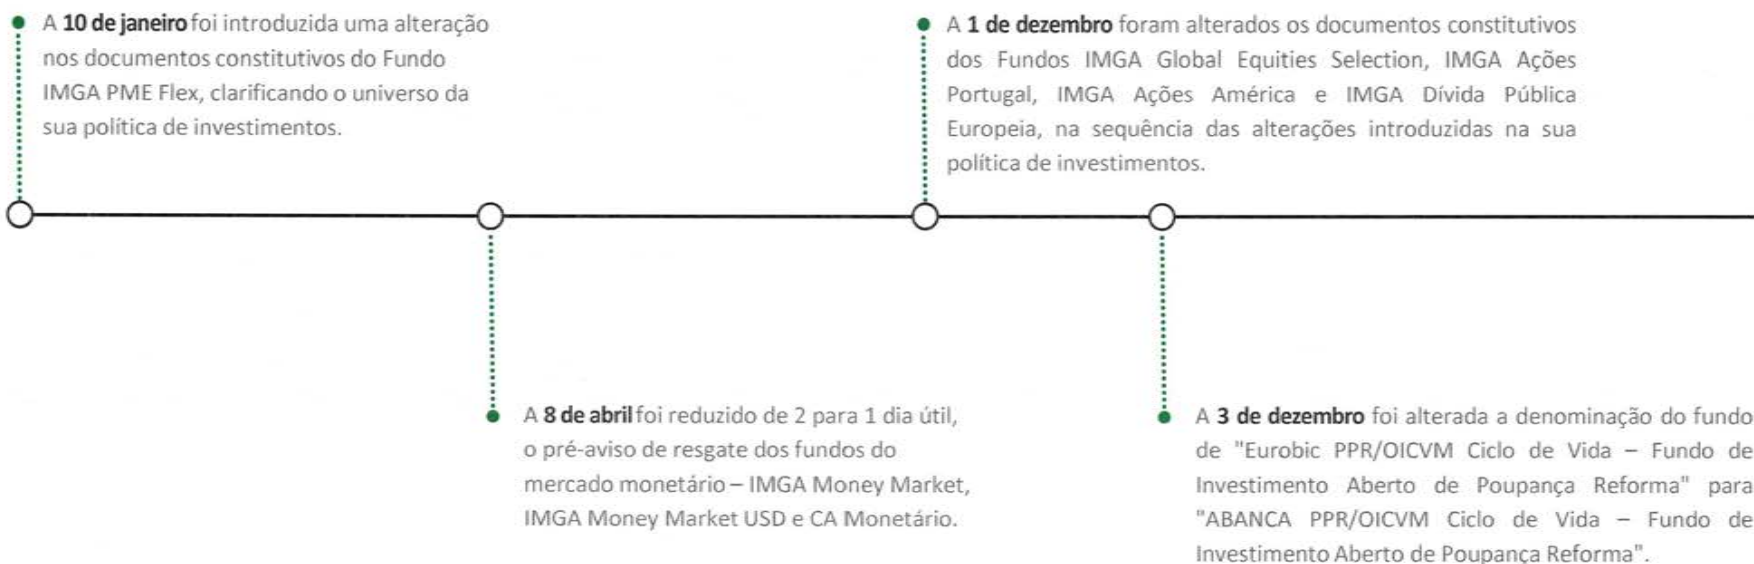 A 10 de janeiro foi introduzida uma alteração
nos documentos constitutivos do Fundo
IMGA PME Flex, clarificando o universo da
sua política de investimentos.
A 8 de abril foi reduzido de 2 para 1 dia útil,
o pré-aviso de resgate dos fundos do
mercado monetário – IMGA Money Market,
IMGA Money Market USD e CA Monetário.
A 1 de dezembro foram alterados os documentos constitutivos
dos Fundos IMGA Global Equities Selection, IMGA Ações
Portugal, IMGA Ações América e IMGA Dívida Pública
Europeia, na sequência das alterações introduzidas na sua
política de investimentos.
A 3 de dezembro foi alterada a denominação do fundo
de "Eurobic PPR/OICVM Ciclo de Vida – Fundo de
Investimento Aberto de Poupança Reforma" para
"ABANCA PPR/OICVM Ciclo de Vida – Fundo de
Investimento Aberto de Poupança Reforma".